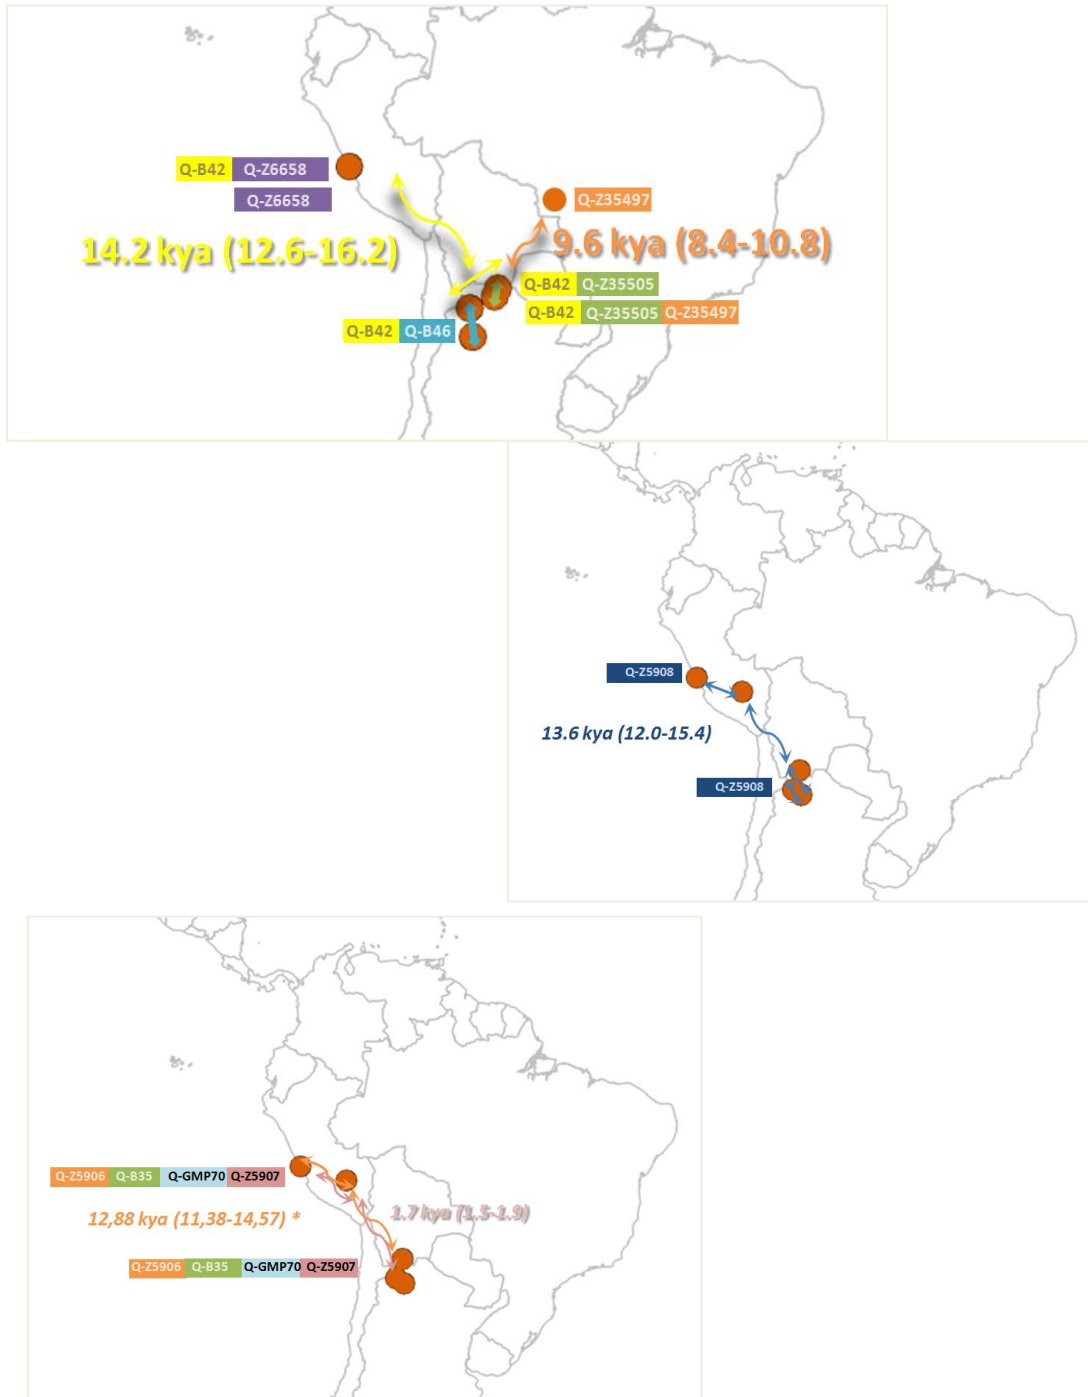 Q-B42 Q-Z6658
Q-Z6658
Q-Z35497
14.2 kya (12.6-16.2)
9.6 kya (8.4-10.8)
Q-B42 Q-Z35505
Q-B42 Q-Z35505 Q-Z35497
Q-B42 Q-B46
Q-Z5908
13.6 kya (12.0-15.4)
Q-Z5908
Q-Z5906 Q-B35 Q-GMP70 Q-Z5907
12,88 kya (11,38-14,57) *
1.7 kya (1.5-1.9)
Q-Z5906 Q-B35 Q-GMP70 Q-Z5907